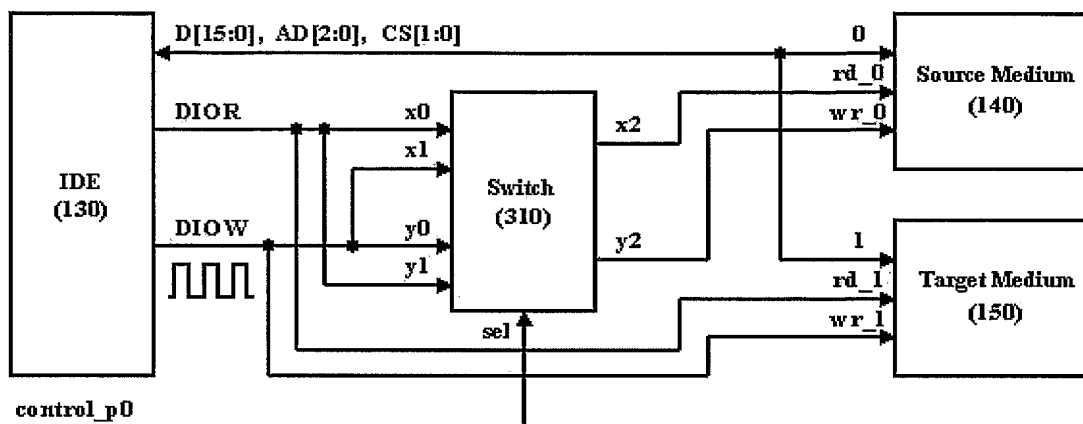 D[15:0], AD[2:0], CS[1:0]
0
rd_0
wr_0
Source Medium
(140)
DIOR
x0
x1
x2
IDE
(130)
Switch
(310)
DIOW
y0
y1
y2
1
rd_1
wr_1
Target Medium
(150)
sel
control_p0